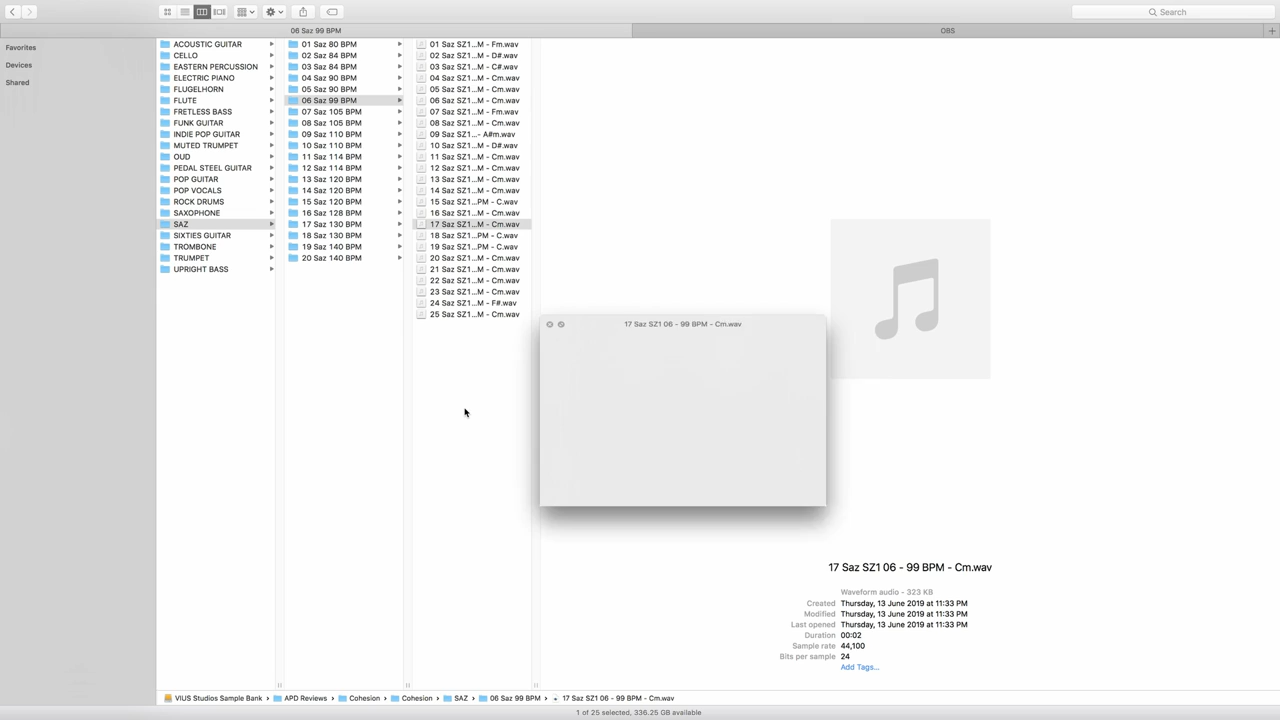 Search
06 Saz 99 BPM
OBS
Favorites
Devices
Shared
ACOUSTIC GUITAR
CELLO
EASTERN PERCUSSION
ELECTRIC PIANO
FLUGELHORN
FLUTE
FRETLESS BASS
FUNK GUITAR
INDIE POP GUITAR
MUTED TRUMPET
OUD
PEDAL STEEL GUITAR
POP GUITAR
POP VOCALS
ROCK DRUMS
SAXOPHONE
SAZ
SIXTIES GUITAR
TROMBONE
TRUMPET
UPRIGHT BASS
01 Saz 80 BPM
02 Saz 84 BPM
03 Saz 84 BPM
04 Saz 90 BPM
05 Saz 90 BPM
06 Saz 99 BPM
07 Saz 105 BPM
08 Saz 105 BPM
09 Saz 110 BPM
10 Saz 110 BPM
11 Saz 114 BPM
12 Saz 114 BPM
13 Saz 120 BPM
14 Saz 120 BPM
15 Saz 120 BPM
16 Saz 128 BPM
17 Saz 130 BPM
18 Saz 130 BPM
19 Saz 140 BPM
20 Saz 140 BPM
01 Saz SZ1...M - Fm.wav
02 Saz SZ1...M - D#.wav
03 Saz SZ1...M - C#.wav
04 Saz SZ1...M - Cm.wav
05 Saz SZ1...M - Cm.wav
06 Saz SZ1...M - Cm.wav
07 Saz SZ1...M - Fm.wav
08 Saz SZ1...M - Cm.wav
09 Saz SZ1...- A#m.wav
10 Saz SZ1...M - D#.wav
11 Saz SZ1...M - Cm.wav
12 Saz SZ1...M - Cm.wav
13 Saz SZ1...M - Cm.wav
14 Saz SZ1...M - Cm.wav
15 Saz SZ1...PM - C.wav
16 Saz SZ1...M - Cm.wav
17 Saz SZ1...M - Cm.wav
18 Saz SZ1...PM - C.wav
19 Saz SZ1...PM - C.wav
20 Saz SZ1...M - Cm.wav
21 Saz SZ1...M - Cm.wav
22 Saz SZ1...M - Cm.wav
23 Saz SZ1...M - Cm.wav
24 Saz SZ1...M - F#.wav
25 Saz SZ1...M - Cm.wav
17 Saz SZ1 06 - 99 BPM - Cm.wav
17 Saz SZ1 06 - 99 BPM - Cm.wav
Waveform audio - 323 KB
Created Thursday, 13 June 2019 at 11:33 PM
Modified Thursday, 13 June 2019 at 11:33 PM
Last opened Thursday, 13 June 2019 at 11:33 PM
Duration 00:02
Sample rate 44,100
Bits per sample 24
Add Tags...
VIUS Studios Sample Bank APD Reviews Cohesion Cohesion SAZ 06 Saz 99 BPM 17 Saz SZ1 06 - 99 BPM - Cm.wav
1 of 25 selected, 336.25 GB available